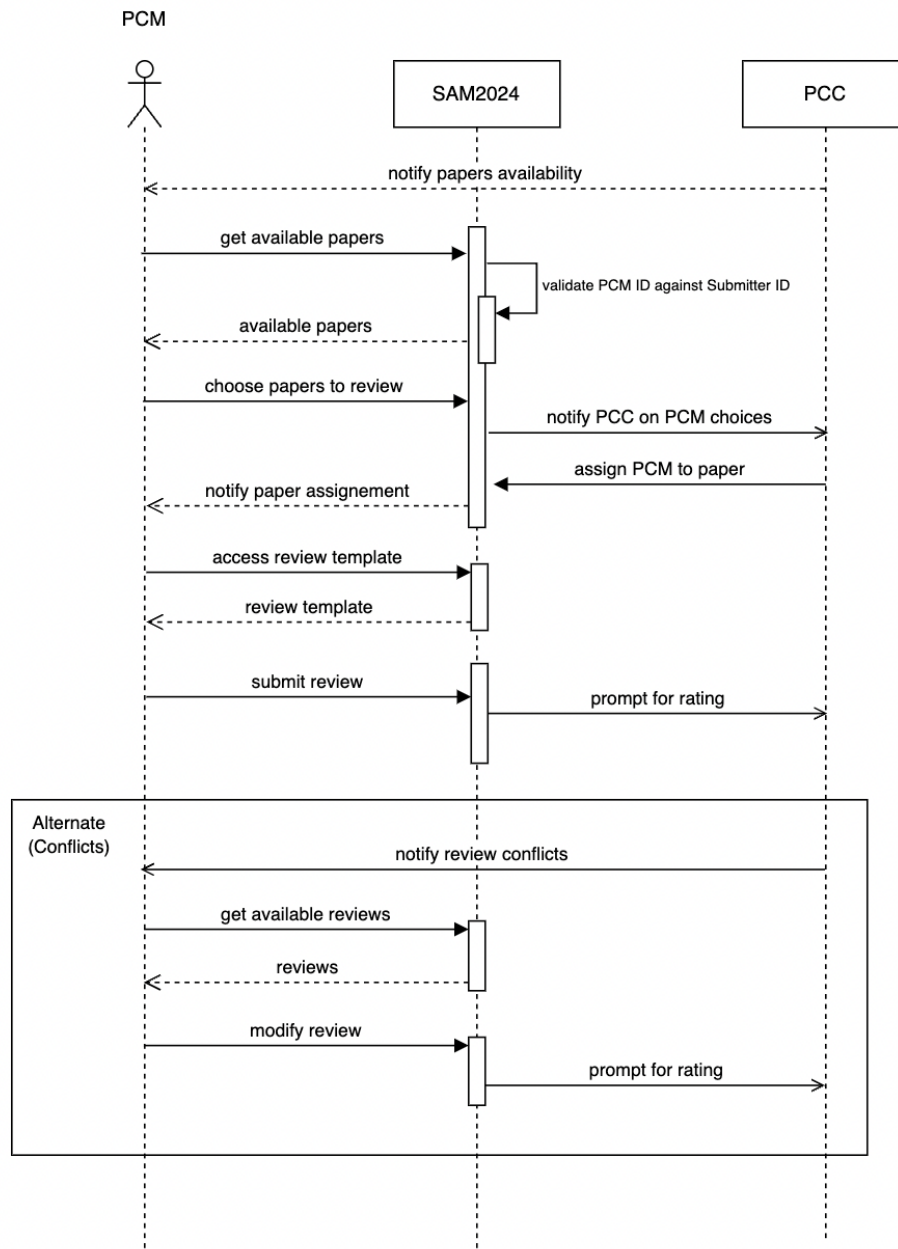 PCM
SAM2024
PCC
notify papers availability
get available papers
validate PCM ID against Submitter ID
available papers
choose papers to review
notify PCC on PCM choices
assign PCM to paper
notify paper assignement
access review template
review template
submit review
prompt for rating
Alternate
(Conflicts)
notify review conflicts
get available reviews
reviews
modify review
prompt for rating